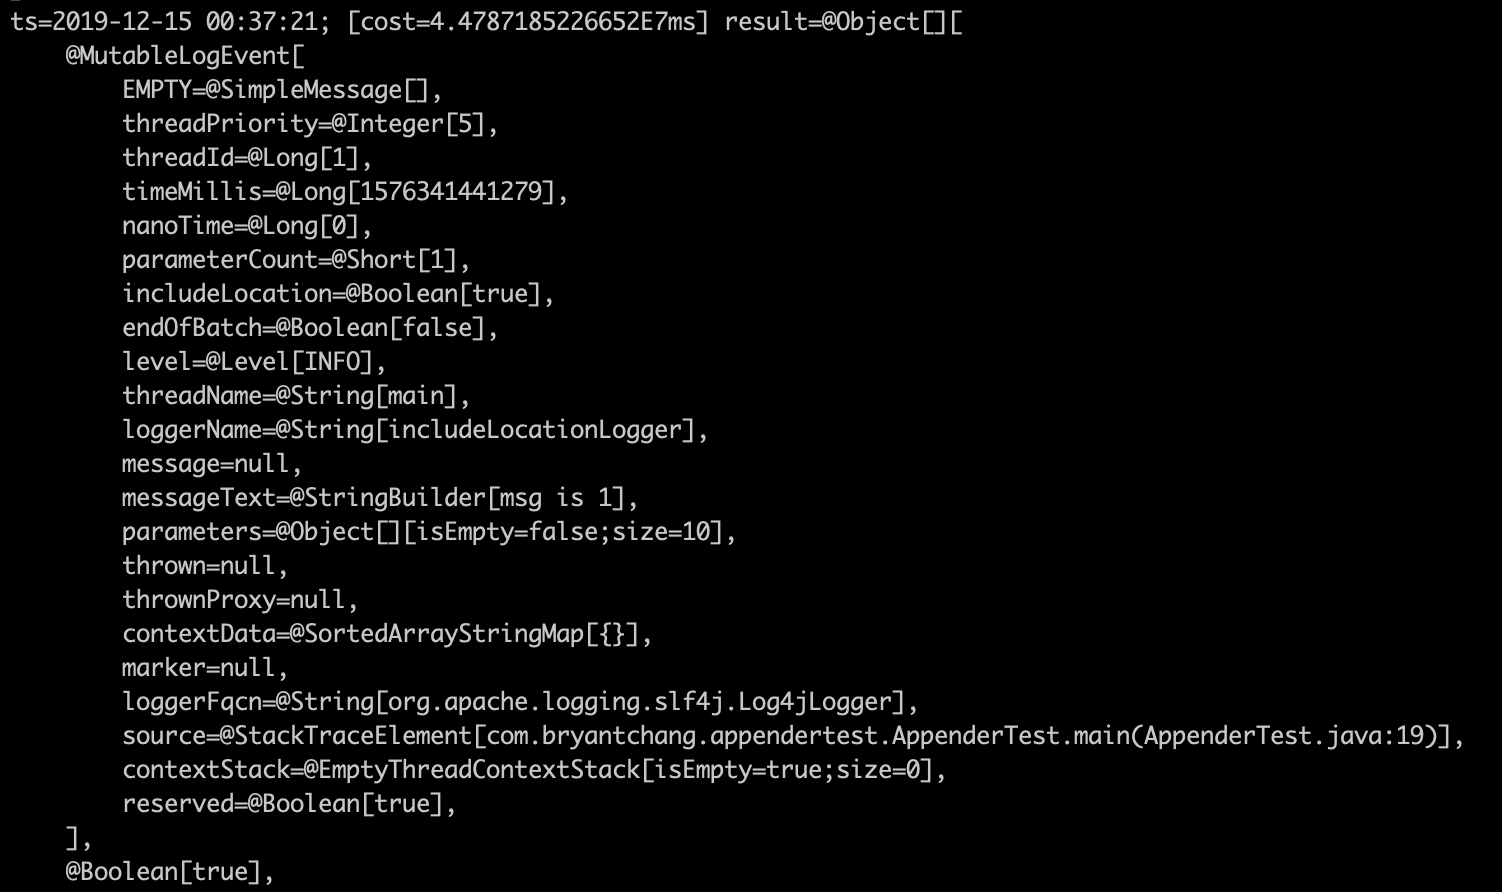 ts=2019-12-15 00:37:21; [cost=4.4787185226652E7ms] result=@Object[][
    @MutableLogEvent[
        EMPTY=@SimpleMessage[],
        threadPriority=@Integer[5],
        threadId=@Long[1],
        timeMillis=@Long[1576341441279],
        nanoTime=@Long[0],
        parameterCount=@Short[1],
        includeLocation=@Boolean[true],
        endOfBatch=@Boolean[false],
        level=@Level[INFO],
        threadName=@String[main],
        loggerName=@String[includeLocationLogger],
        message=null,
        messageText=@StringBuilder[msg is 1],
        parameters=@Object[][isEmpty=false;size=10],
        thrown=null,
        thrownProxy=null,
        contextData=@SortedArrayStringMap[{}],
        marker=null,
        loggerFqcn=@String[org.apache.logging.slf4j.Log4jLogger],
        source=@StackTraceElement[com.bryantchang.appendertest.AppenderTest.main(AppenderTest.java:19)],
        contextStack=@EmptyThreadContextStack[isEmpty=true;size=0],
        reserved=@Boolean[true],
    ],
    @Boolean[true],